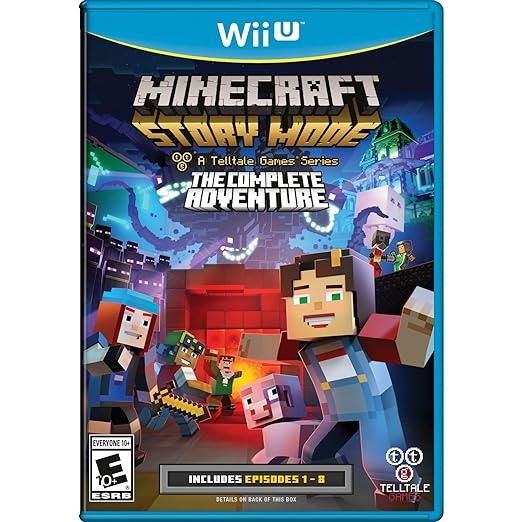 Wii U
MINECRAFT
STORY MODE
A Telltale Games Series
THE COMPLETE
ADVENTURE
EVERYONE 10+
E
10+
ESRB
INCLUDES EPISODES 1 - 8
DETAILS ON BACK OF THIS BOX
t t
g
TELLTALE
GAMES